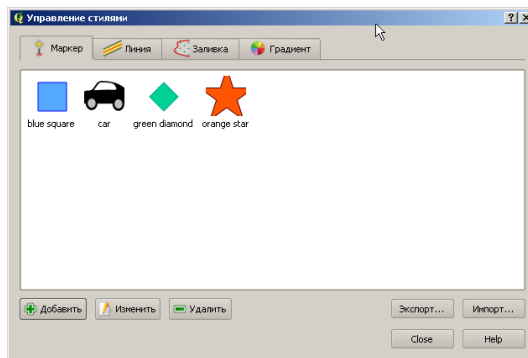 Управление стилями
Маркер Линия Заливка Градиент
blue square car green diamond orange star
Добавить Изменить Удалить Экспорт... Импорт...
Close Help